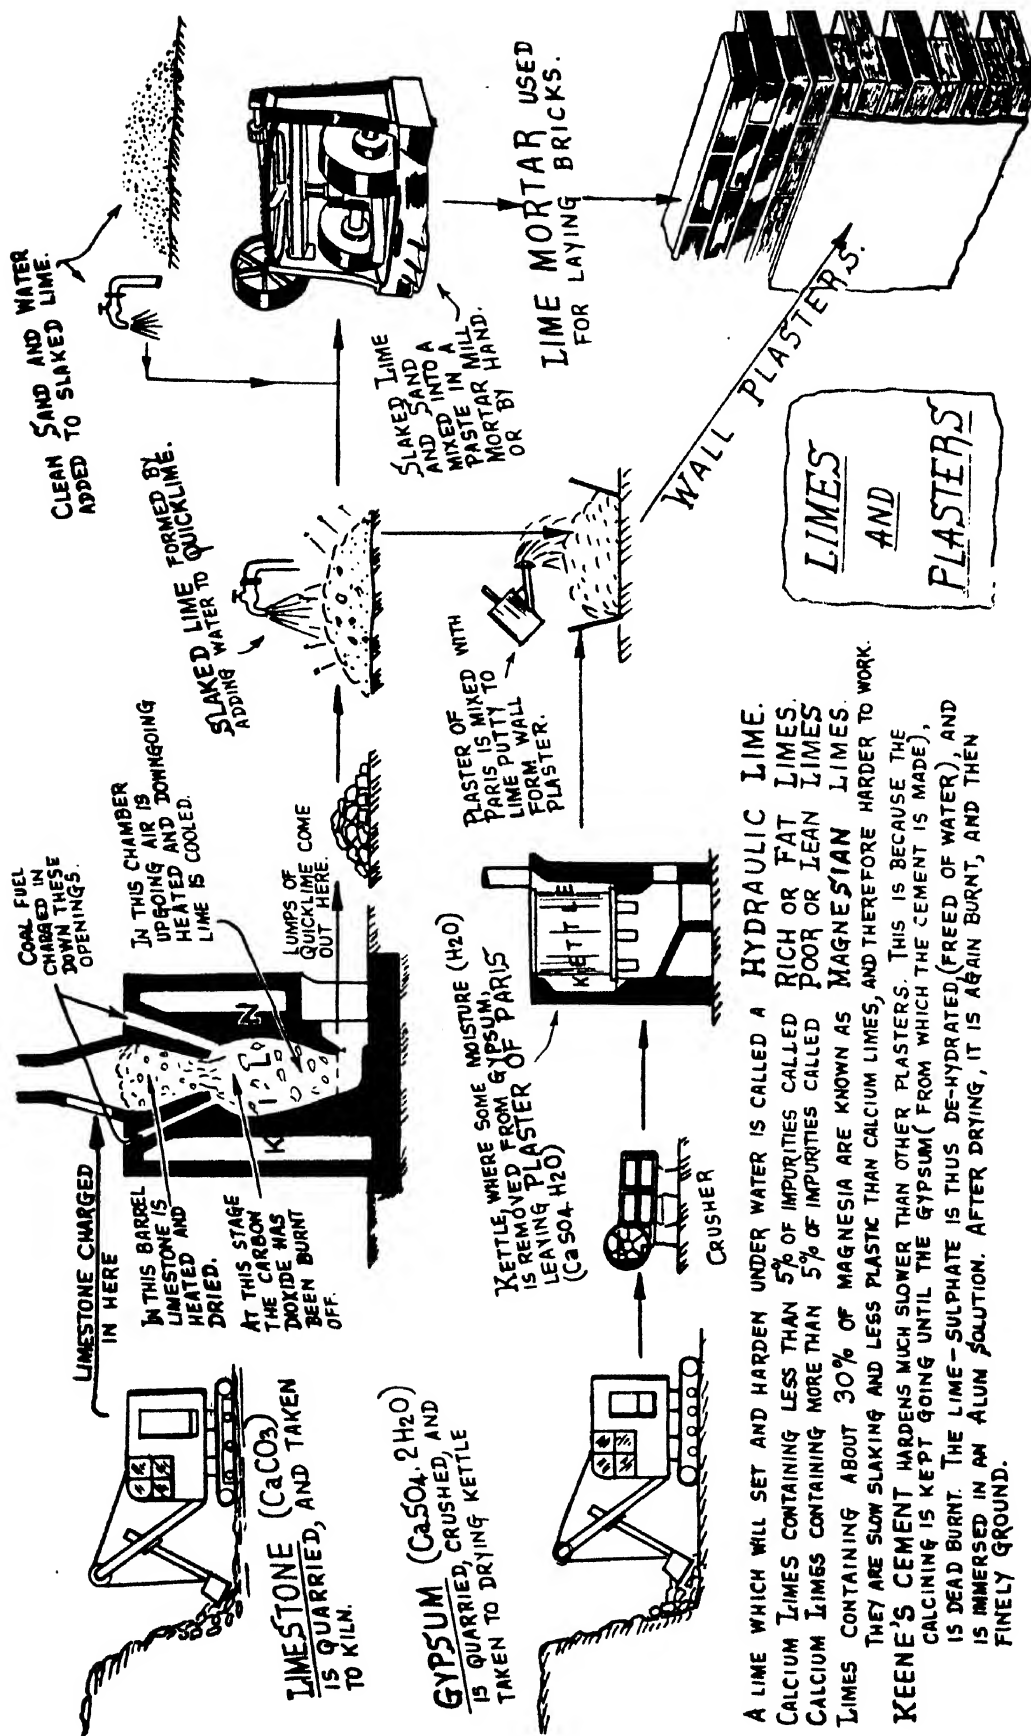 LIMESTONE (CaCO3)
IS QUARRIED, AND TAKEN
TO KILN.
LIMESTONE CHARGED
IN HERE
IN THIS BARREL
LIMESTONE IS
HEATED AND
DRIED.
AT THIS STAGE
THE CARBON
DIOXIDE HAS
BEEN BURNT
OFF.
COAL FUEL
CHARGED IN
DOWN THESE
OPENINGS.
IN THIS CHAMBER
UPGOING AIR IS
HEATED AND DOWNGOING
LIME IS COOLED.
KILN
LUMPS OF
QUICKLIME COME
OUT HERE.
SLAKED LIME FORMED BY
ADDING WATER TO QUICKLIME.
CLEAN SAND AND WATER
ADDED TO SLAKED LIME.
SLAKED LIME
AND SAND
MIXED INTO A
PASTE IN A
MORTAR MILL
OR BY HAND.
LIME MORTAR USED
FOR LAYING BRICKS.
GYPSUM (CaSO4. 2H2O)
IS QUARRIED, CRUSHED, AND
TAKEN TO DRYING KETTLE
CRUSHER
KETTLE, WHERE SOME MOISTURE (H2O)
IS REMOVED FROM GYPSUM,
LEAVING PLASTER OF PARIS
(CaSO4. H2O)
KETTLE
PLASTER OF
PARIS IS MIXED WITH
LIME PUTTY TO
FORM WALL
PLASTER.
WALL PLASTERS.
LIMES
AND
PLASTERS
A LIME WHICH WILL SET AND HARDEN UNDER WATER IS CALLED A HYDRAULIC LIME.
CALCIUM LIMES CONTAINING LESS THAN 5% OF IMPURITIES CALLED RICH OR FAT LIMES.
CALCIUM LIMES CONTAINING MORE THAN 5% OF IMPURITIES CALLED POOR OR LEAN LIMES
LIMES CONTAINING ABOUT 30% OF MAGNESIA ARE KNOWN AS MAGNESIAN LIMES.
THEY ARE SLOW SLAKING AND LESS PLASTIC THAN CALCIUM LIMES, AND THEREFORE HARDER TO WORK.
KEENE'S CEMENT HARDENS MUCH SLOWER THAN OTHER PLASTERS. THIS IS BECAUSE THE
CALCINING IS KEPT GOING UNTIL THE GYPSUM (FROM WHICH THE CEMENT IS MADE),
IS DEAD BURNT. THE LIME-SULPHATE IS THUS DE-HYDRATED, (FREED OF WATER), AND
IS IMMERSED IN AN ALUM SOLUTION. AFTER DRYING, IT IS AGAIN BURNT, AND THEN
FINELY GROUND.